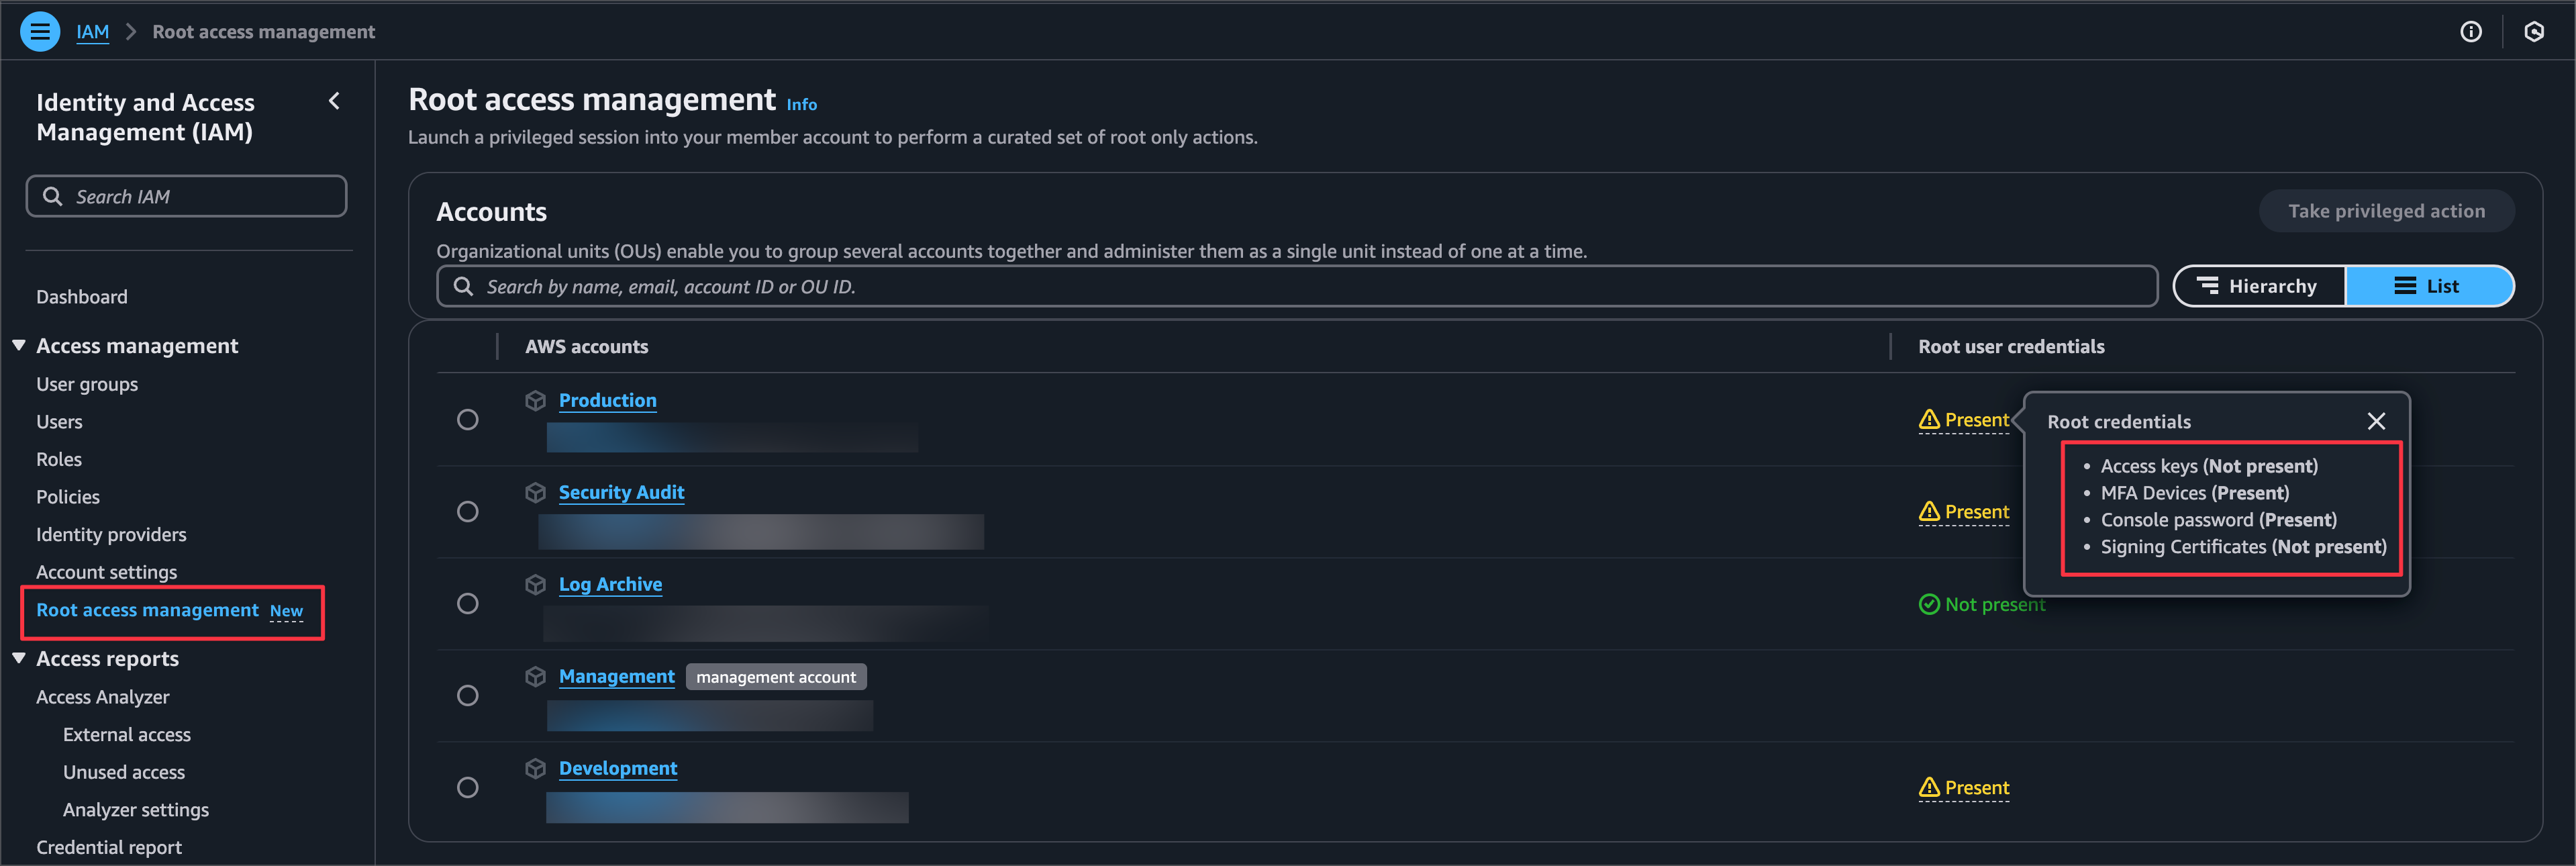 IAM > Root access management
Identity and Access
Management (IAM)
Search IAM
Dashboard
Access management
User groups
Users
Roles
Policies
Identity providers
Account settings
Root access management New
Access reports
Access Analyzer
External access
Unused access
Analyzer settings
Credential report
Root access management Info
Launch a privileged session into your member account to perform a curated set of root only actions.
Accounts
Take privileged action
Organizational units (OUs) enable you to group several accounts together and administer them as a single unit instead of one at a time.
Search by name, email, account ID or OU ID.
Hierarchy
List
AWS accounts
Root user credentials
Production
Present
Root credentials
• Access keys (Not present)
• MFA Devices (Present)
• Console password (Present)
• Signing Certificates (Not present)
Security Audit
Present
Log Archive
Not present
Management management account
Development
Present